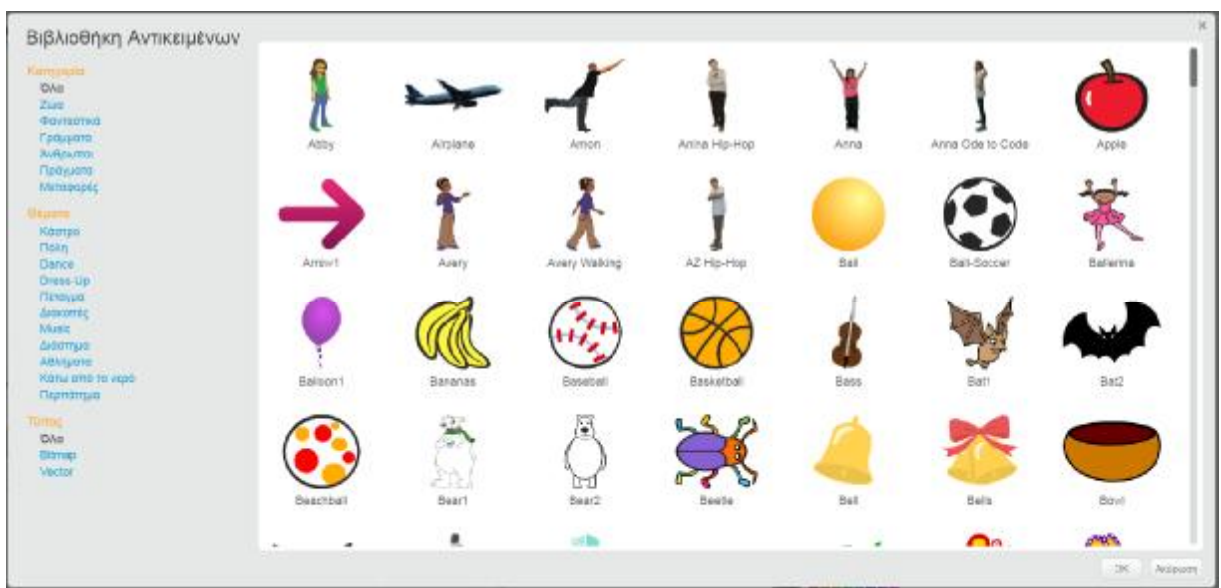 Βιβλιοθήκη Αντικειμένων
Κατηγορία
Όλα
Ζώα
Φανταστικά
Γράμματα
Άνθρωποι
Πράγματα
Μεταφορές
Θέματα
Κάστρο
Πόλη
Dance
Dress-Up
Πέταγμα
Διακοπές
Music
Διάστημα
Αθλήματα
Κάτω από το νερό
Περπάτημα
Τύπος
Όλα
Bitmap
Vector
Abby Airplane Amon Anina Hip-Hop Anna Anna Ode to Code Apple
Arrow1 Avery Avery Walking AZ Hip-Hop Ball Ball-Soccer Ballerina
Balloon1 Bananas Baseball Basketball Bass Bat1 Bat2
Beachball Bear1 Bear2 Beetle Bell Bells Bowl
OK Ακύρωση